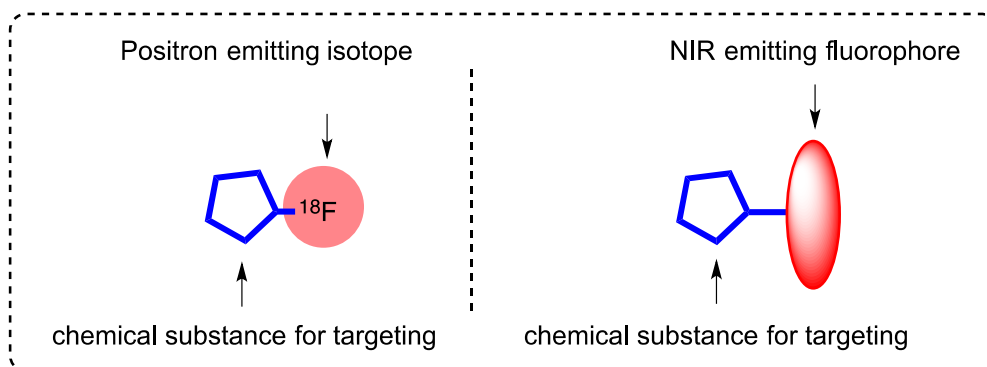 Positron emitting isotope
NIR emitting fluorophore
¹⁸F
chemical substance for targeting
chemical substance for targeting